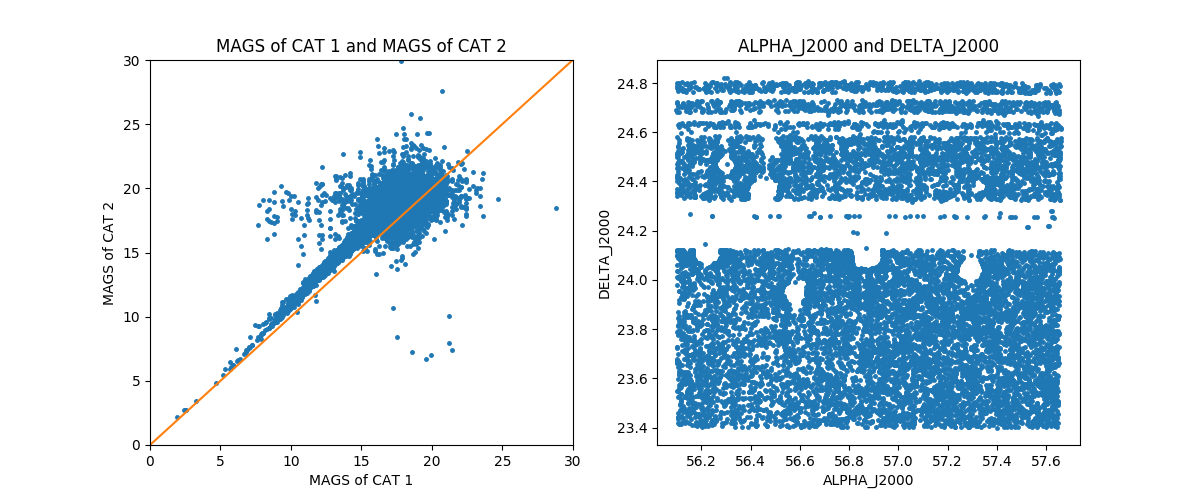 MAGS of CAT 1 and MAGS of CAT 2
30
25
20
15
10
5
0
MAGS of CAT 2
0 5 10 15 20 25 30
MAGS of CAT 1
ALPHA_J2000 and DELTA_J2000
24.8
24.6
24.4
24.2
24.0
23.8
23.6
23.4
DELTA_J2000
56.2 56.4 56.6 56.8 57.0 57.2 57.4 57.6
ALPHA_J2000